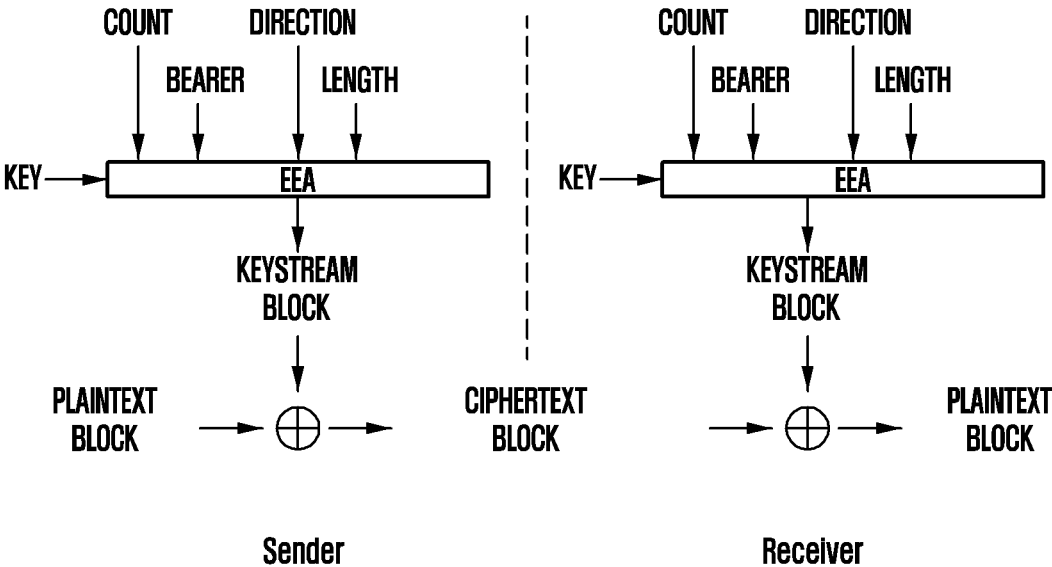 COUNT DIRECTION COUNT DIRECTION
BEARER LENGTH BEARER LENGTH
KEY EEA KEY EEA
KEYSTREAM KEYSTREAM
BLOCK BLOCK
PLAINTEXT CIPHERTEXT PLAINTEXT
BLOCK BLOCK BLOCK
Sender Receiver